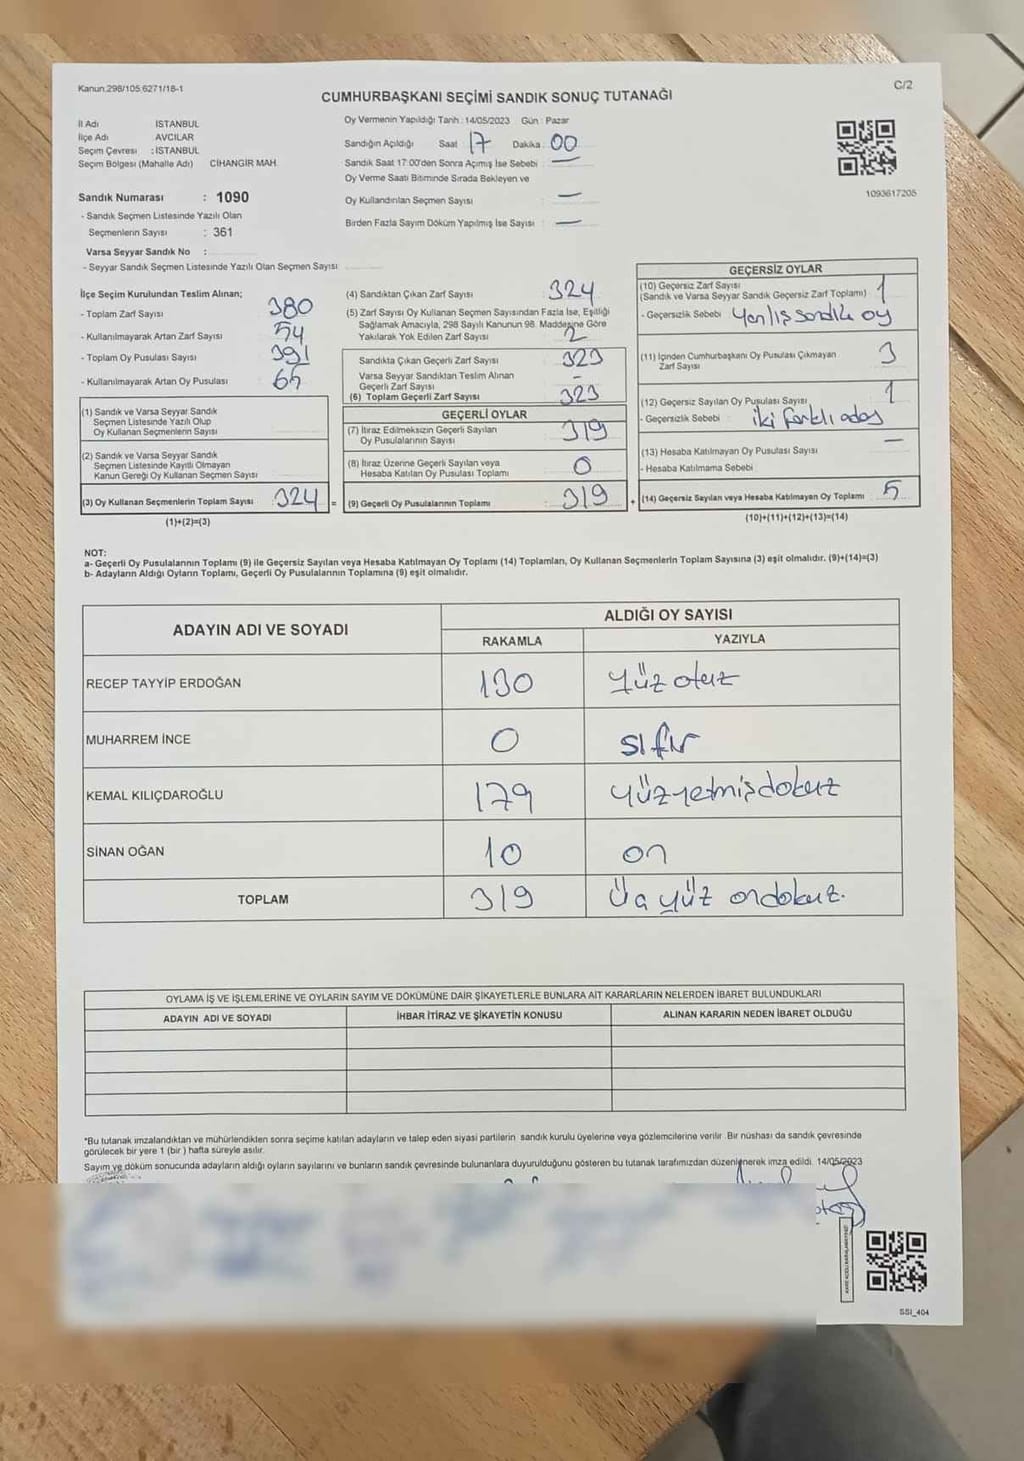 Kanun.298/105.6271/18-1
C/2
CUMHURBAŞKANI SEÇİMİ SANDIK SONUÇ TUTANAĞI
İl Adı İSTANBUL
İlçe Adı AVCILAR
Seçim Çevresi : İSTANBUL
Seçim Bölgesi (Mahalle Adı) CİHANGİR MAH.
Sandık Numarası : 1090
- Sandık Seçmen Listesinde Yazılı Olan
Seçmenlerin Sayısı : 361
Varsa Seyyar Sandık No :
- Seyyar Sandık Seçmen Listesinde Yazılı Olan Seçmen Sayısı
Oy Vermenin Yapıldığı Tarih : 14/05/2023 Gün : Pazar
Sandığın Açıldığı Saat 17 Dakika : 00
Sandık Saat 17:00'den Sonra Açımış İse Sebebi : —
Oy Verme Saati Bitiminde Sırada Bekleyen ve
Oy Kullandırılan Seçmen Sayısı : —
Birden Fazla Sayım Döküm Yapılmış İse Sayısı : —
1093617205
İlçe Seçim Kurulundan Teslim Alınan;
- Toplam Zarf Sayısı 380
- Kullanılmayarak Artan Zarf Sayısı 54
- Toplam Oy Pusulası Sayısı 391
- Kullanılmayarak Artan Oy Pusulası 65
(1) Sandık ve Varsa Seyyar Sandık
Seçmen Listesinde Yazılı Olup
Oy Kullanan Seçmenlerin Sayısı
(2) Sandık ve Varsa Seyyar Sandık
Seçmen Listesinde Kayıtlı Olmayan
Kanun Gereği Oy Kullanan Seçmen Sayısı
(3) Oy Kullanan Seçmenlerin Toplam Sayısı 324 =
(1)+(2)=(3)
(4) Sandıktan Çıkan Zarf Sayısı 324
(5) Zarf Sayısı Oy Kullanan Seçmen Sayısından Fazla İse, Eşitliği
Sağlamak Amacıyla, 298 Sayılı Kanunun 98. Maddesine Göre
Yakılarak Yok Edilen Zarf Sayısı 2
Sandıkta Çıkan Geçerli Zarf Sayısı 323
Varsa Seyyar Sandıktan Teslim Alınan
Geçerli Zarf Sayısı -
(6) Toplam Geçerli Zarf Sayısı 323
GEÇERLİ OYLAR
(7) İtiraz Edilmeksizin Geçerli Sayılan
Oy Pusulalarının Sayısı 319
(8) İtiraz Üzerine Geçerli Sayılan veya
Hesaba Katılan Oy Pusulası Toplamı 0
(9) Geçerli Oy Pusulalarının Toplamı 319 +
GEÇERSİZ OYLAR
(10) Geçersiz Zarf Sayısı
(Sandık ve Varsa Seyyar Sandık Geçersiz Zarf Toplamı) 1
- Geçersizlik Sebebi : Yanlış sandık oy
(11) İçinden Cumhurbaşkanı Oy Pusulası Çıkmayan 3
Zarf Sayısı
(12) Geçersiz Sayılan Oy Pusulası Sayısı 1
- Geçersizlik Sebebi : iki farklı aday
(13) Hesaba Katılmayan Oy Pusulası Sayısı —
- Hesaba Katılmama Sebebi
(14) Geçersiz Sayılan veya Hesaba Katılmayan Oy Toplamı 5
(10)+(11)+(12)+(13)=(14)
NOT:
a- Geçerli Oy Pusulalarının Toplamı (9) ile Geçersiz Sayılan veya Hesaba Katılmayan Oy Toplamı (14) Toplamları, Oy Kullanan Seçmenlerin Toplam Sayısına (3) eşit olmalıdır. (9)+(14)=(3)
b- Adayların Aldığı Oyların Toplamı, Geçerli Oy Pusulalarının Toplamına (9) eşit olmalıdır.
ADAYIN ADI VE SOYADI ALDIĞI OY SAYISI
RAKAMLA YAZIYLA
RECEP TAYYİP ERDOĞAN 130 Yüz otuz
MUHARREM İNCE 0 sıfır
KEMAL KILIÇDAROĞLU 179 yüzyetmişdokuz
SİNAN OĞAN 10 on
TOPLAM 319 Üç yüz ondokuz.
OYLAMA İŞ VE İŞLEMLERİNE VE OYLARIN SAYIM VE DÖKÜMÜNE DAİR ŞİKAYETLERLE BUNLARA AİT KARARLARIN NELERDEN İBARET BULUNDUKLARI
ADAYIN ADI VE SOYADI İHBAR İTİRAZ VE ŞİKAYETİN KONUSU ALINAN KARARIN NEDEN İBARET OLDUĞU
*Bu tutanak imzalandıktan ve mühürlendikten sonra seçime katılan adayların ve talep eden siyasi partilerin sandık kurulu üyelerine veya gözlemcilerine verilir. Bir nüshası da sandık çevresinde
görülecek bir yere 1 (bir ) hafta süreyle asılır.
Sayım ve döküm sonucunda adayların aldığı oyların sayılarını ve bunların sandık çevresinde bulunanlara duyurulduğunu gösteren bu tutanak tarafımızdan düzenlenerek imza edildi. 14/05/2023
SSI_404